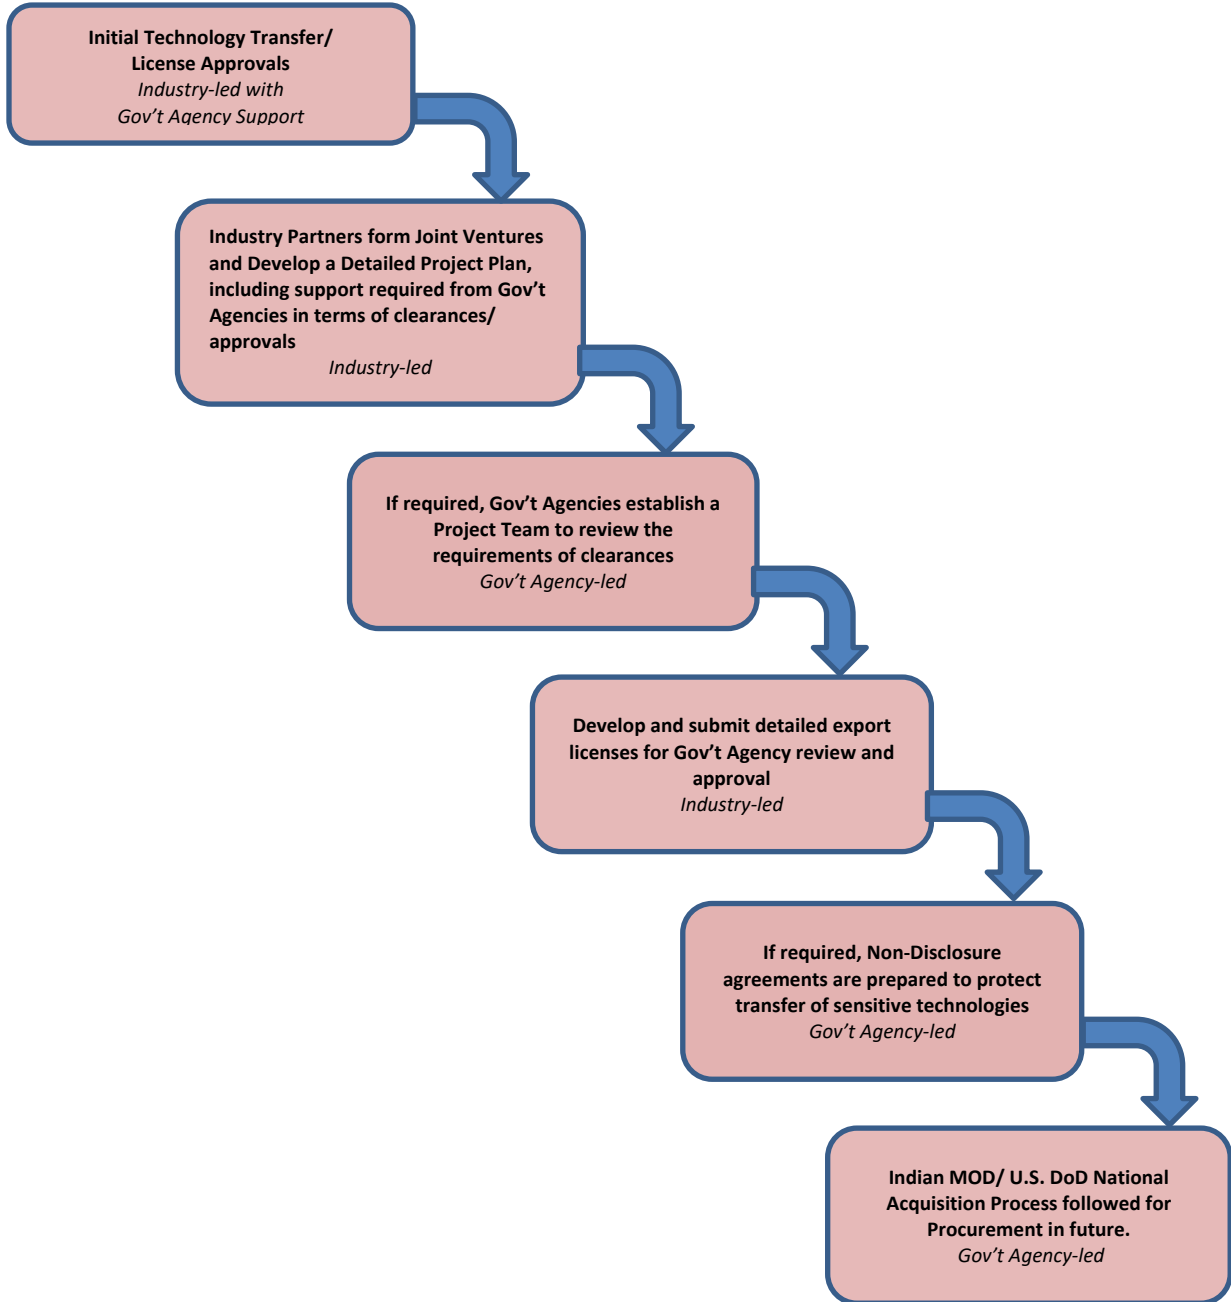 Initial Technology Transfer/
License Approvals
Industry-led with
Gov’t Agency Support
Industry Partners form Joint Ventures
and Develop a Detailed Project Plan,
including support required from Gov’t
Agencies in terms of clearances/
approvals
Industry-led
If required, Gov’t Agencies establish a
Project Team to review the
requirements of clearances
Gov’t Agency-led
Develop and submit detailed export
licenses for Gov’t Agency review and
approval
Industry-led
If required, Non-Disclosure
agreements are prepared to protect
transfer of sensitive technologies
Gov’t Agency-led
Indian MOD/ U.S. DoD National
Acquisition Process followed for
Procurement in future.
Gov’t Agency-led